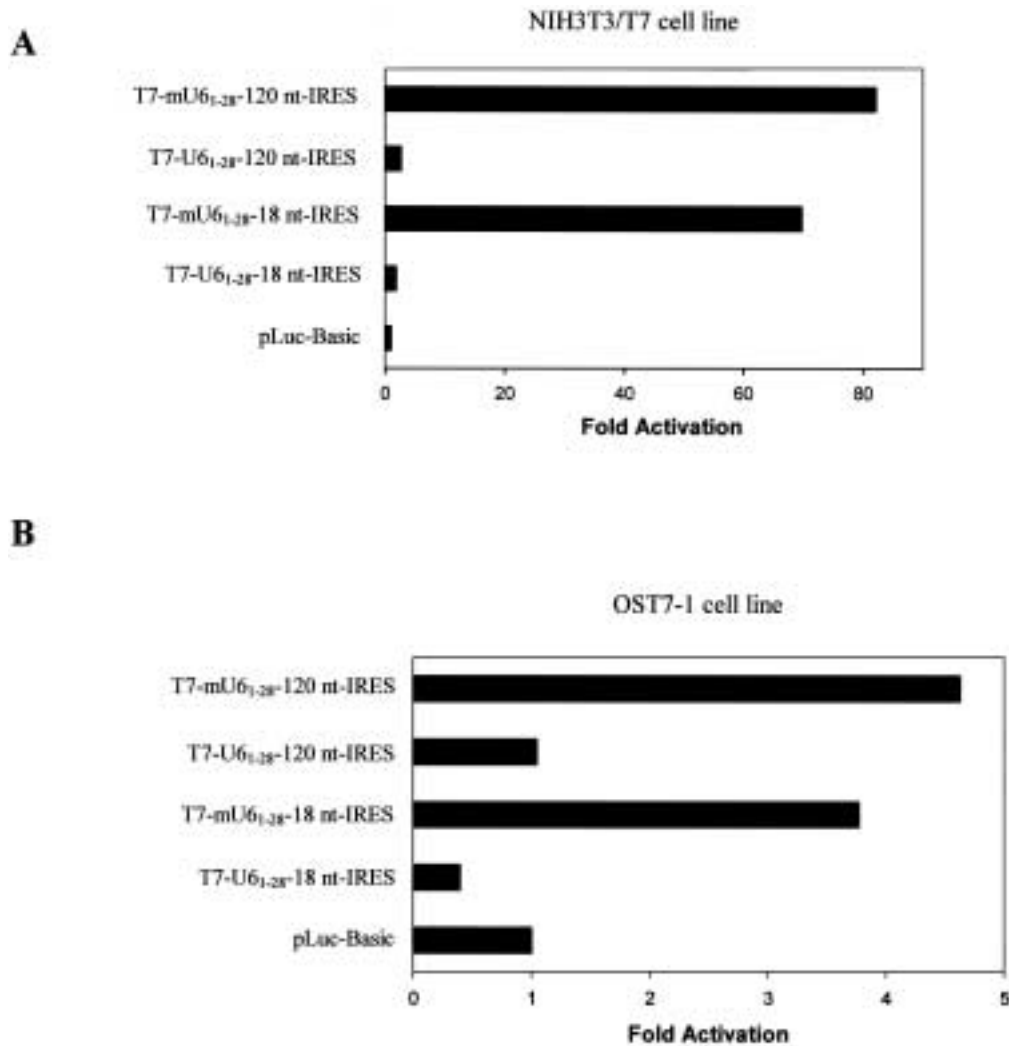 A
NIH3T3/T7 cell line
T7-mU6₁₋₂₈-120 nt-IRES
T7-U6₁₋₂₈-120 nt-IRES
T7-mU6₁₋₂₈-18 nt-IRES
T7-U6₁₋₂₈-18 nt-IRES
pLuc-Basic
0 20 40 60 80
Fold Activation
B
OST7-1 cell line
T7-mU6₁₋₂₈-120 nt-IRES
T7-U6₁₋₂₈-120 nt-IRES
T7-mU6₁₋₂₈-18 nt-IRES
T7-U6₁₋₂₈-18 nt-IRES
pLuc-Basic
0 1 2 3 4 5
Fold Activation